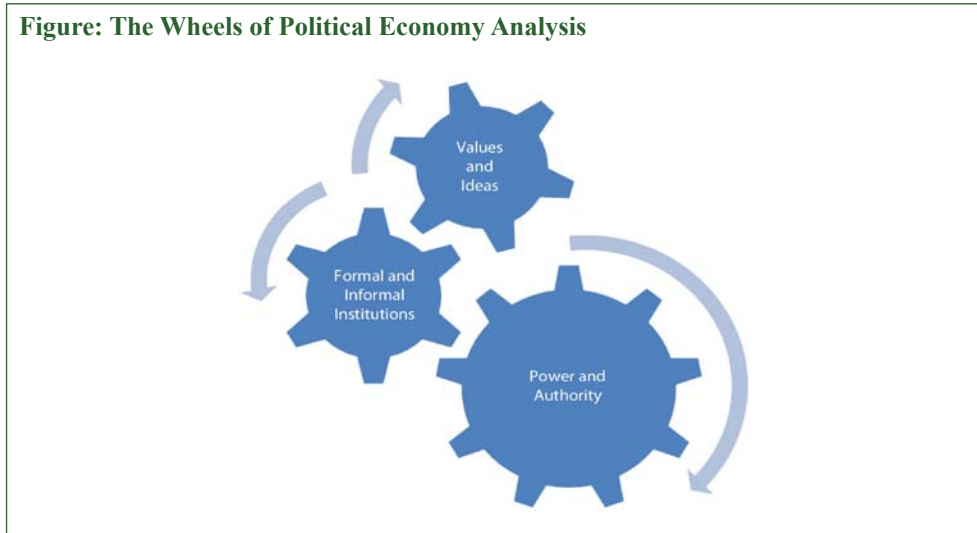 Figure: The Wheels of Political Economy Analysis
Values
and
Ideas
Formal and
Informal
Institutions
Power and
Authority